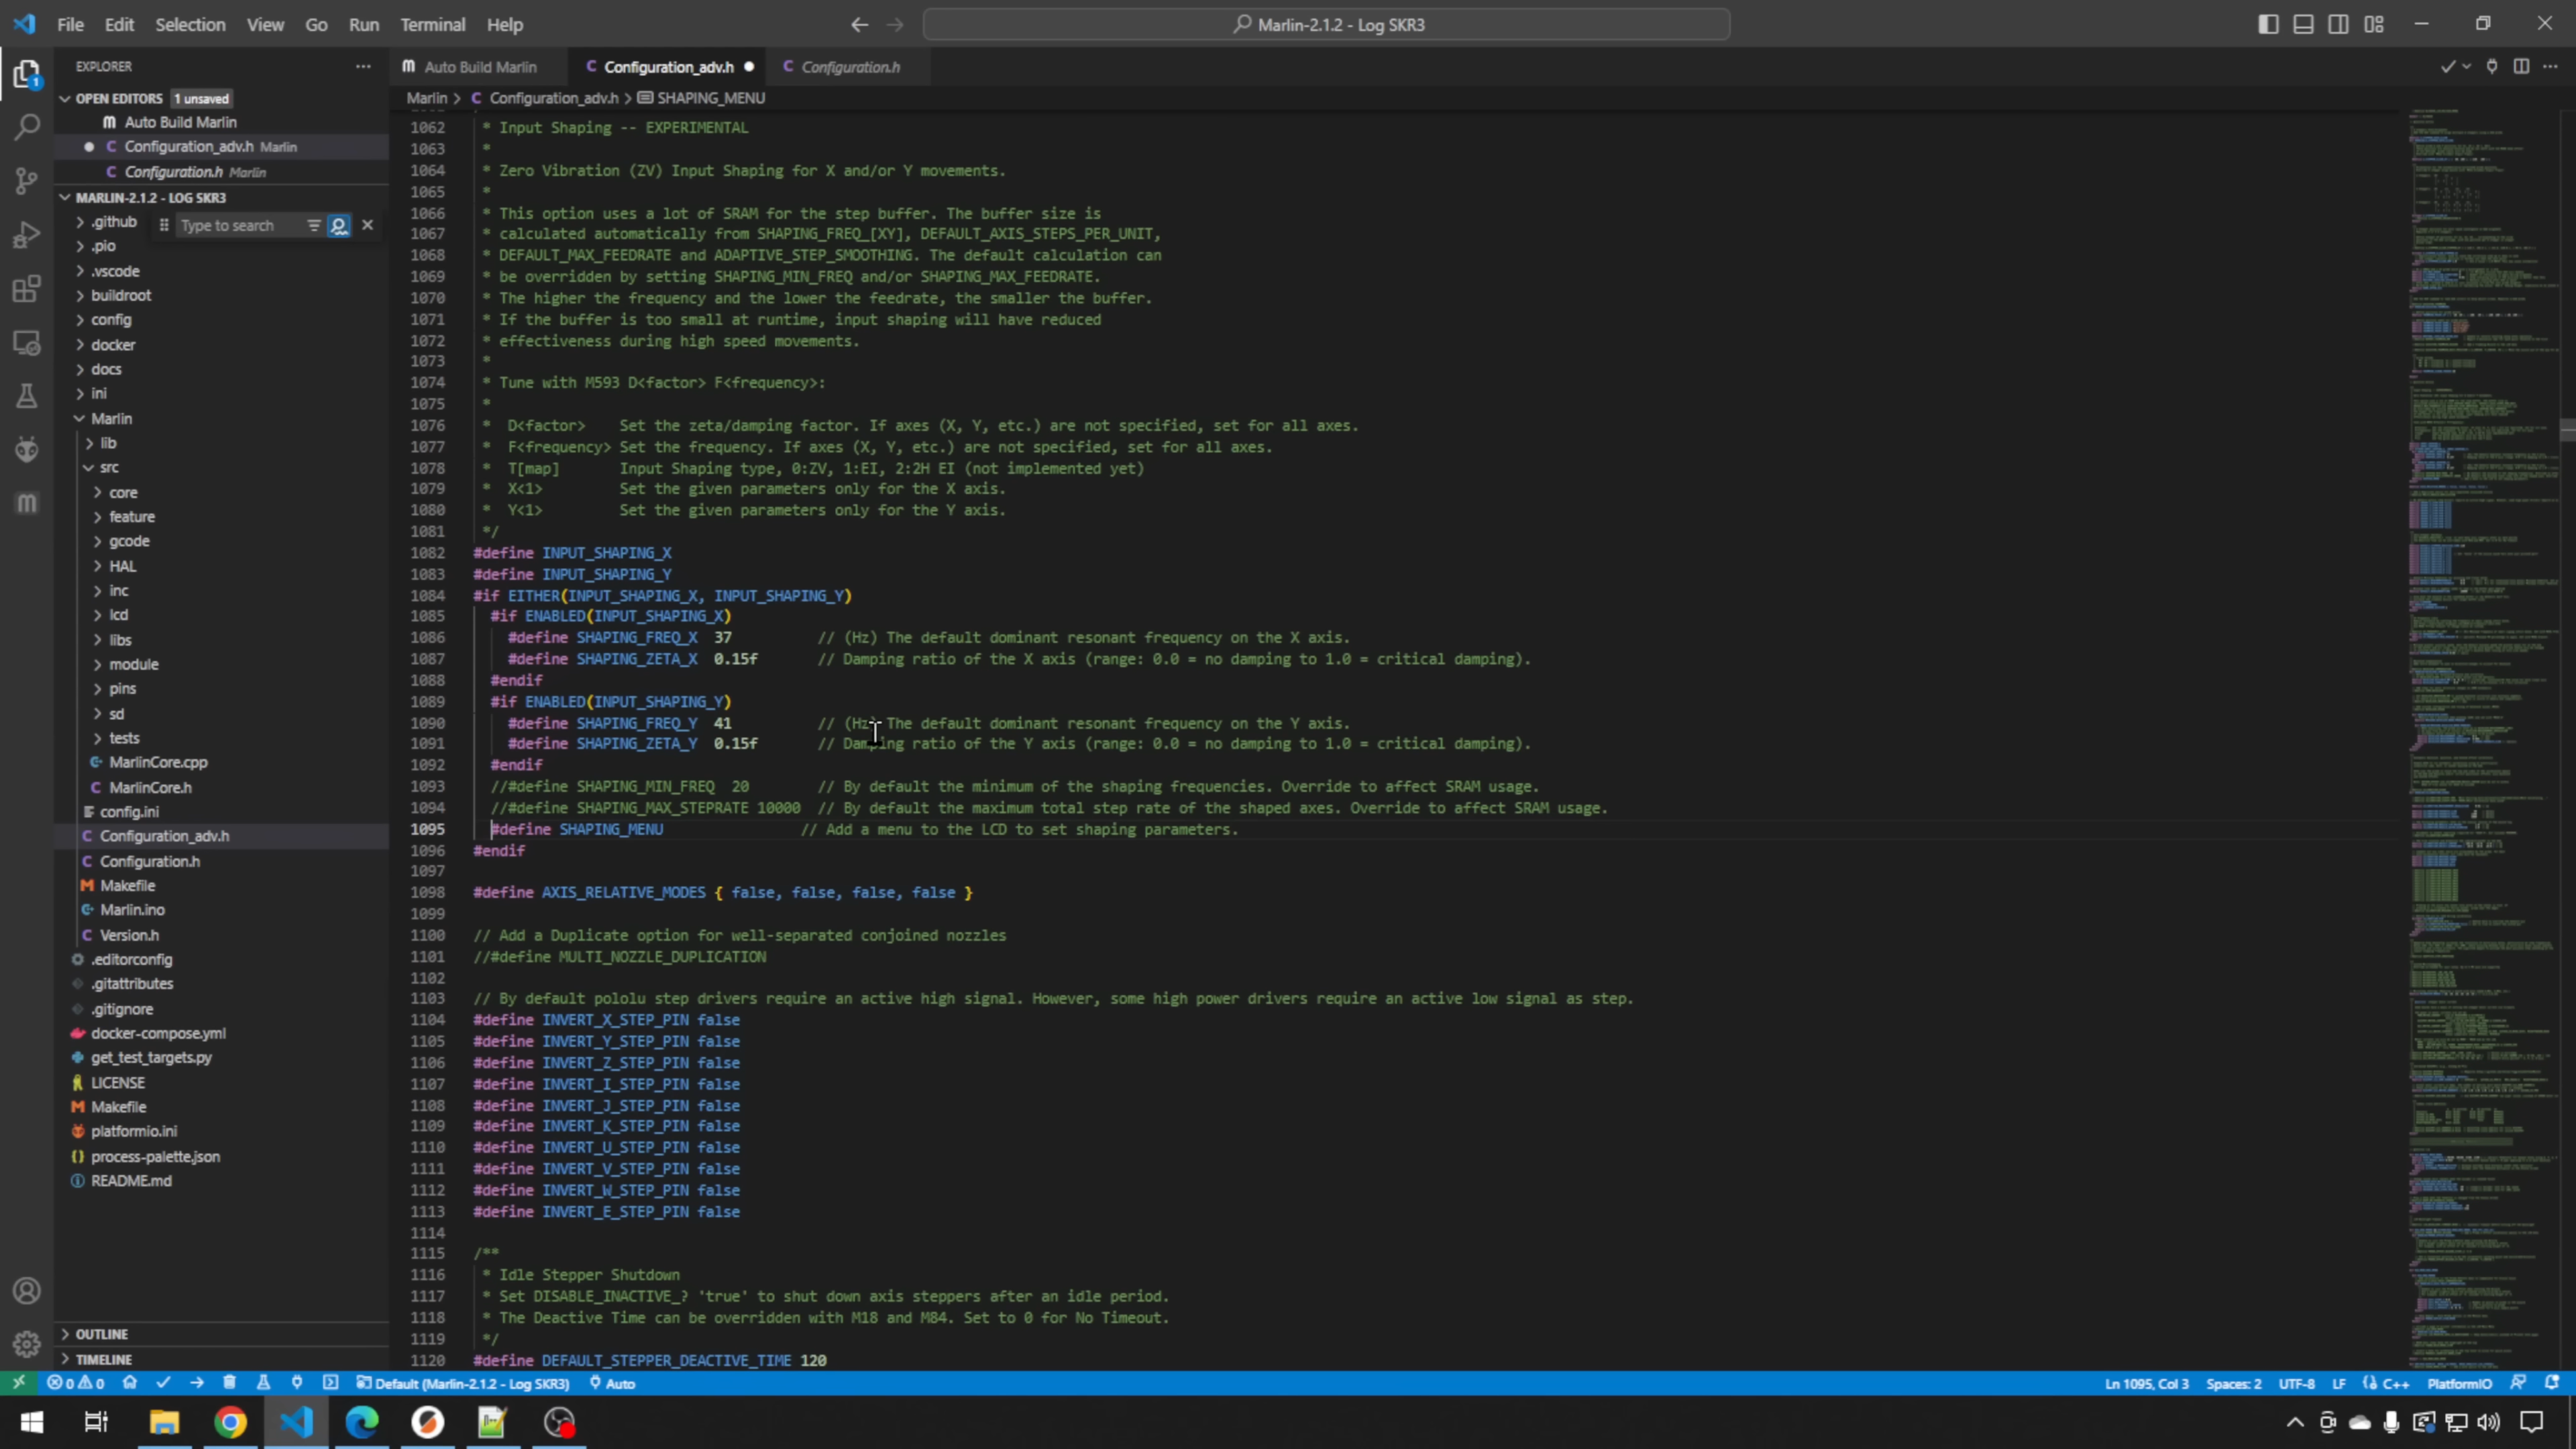 File Edit Selection View Go Run Terminal Help
Marlin-2.1.2 - Log SKR3
EXPLORER
Auto Build Marlin
Configuration_adv.h
Configuration.h
OPEN EDITORS 1 unsaved
Auto Build Marlin
Configuration_adv.h Marlin
Configuration.h Marlin
MARLIN-2.1.2 - LOG SKR3
.github
Type to search
.pio
.vscode
buildroot
config
docker
docs
ini
Marlin
lib
src
core
feature
gcode
HAL
inc
lcd
libs
module
pins
sd
tests
MarlinCore.cpp
MarlinCore.h
config.ini
Configuration_adv.h
Configuration.h
Makefile
Marlin.ino
Version.h
.editorconfig
.gitattributes
.gitignore
docker-compose.yml
get_test_targets.py
LICENSE
Makefile
platformio.ini
process-palette.json
README.md
OUTLINE
TIMELINE
Marlin > Configuration_adv.h > SHAPING_MENU
1062 * Input Shaping -- EXPERIMENTAL
1063 *
1064 * Zero Vibration (ZV) Input Shaping for X and/or Y movements.
1065 *
1066 * This option uses a lot of SRAM for the step buffer. The buffer size is
1067 * calculated automatically from SHAPING_FREQ_[XY], DEFAULT_AXIS_STEPS_PER_UNIT,
1068 * DEFAULT_MAX_FEEDRATE and ADAPTIVE_STEP_SMOOTHING. The default calculation can
1069 * be overridden by setting SHAPING_MIN_FREQ and/or SHAPING_MAX_FEEDRATE.
1070 * The higher the frequency and the lower the feedrate, the smaller the buffer.
1071 * If the buffer is too small at runtime, input shaping will have reduced
1072 * effectiveness during high speed movements.
1073 *
1074 * Tune with M593 D<factor> F<frequency>:
1075 *
1076 * D<factor> Set the zeta/damping factor. If axes (X, Y, etc.) are not specified, set for all axes.
1077 * F<frequency> Set the frequency. If axes (X, Y, etc.) are not specified, set for all axes.
1078 * T[map] Input Shaping type, 0:ZV, 1:EI, 2:2H EI (not implemented yet)
1079 * X<1> Set the given parameters only for the X axis.
1080 * Y<1> Set the given parameters only for the Y axis.
1081 */
1082 #define INPUT_SHAPING_X
1083 #define INPUT_SHAPING_Y
1084 #if EITHER(INPUT_SHAPING_X, INPUT_SHAPING_Y)
1085 #if ENABLED(INPUT_SHAPING_X)
1086 #define SHAPING_FREQ_X 37 // (Hz) The default dominant resonant frequency on the X axis.
1087 #define SHAPING_ZETA_X 0.15f // Damping ratio of the X axis (range: 0.0 = no damping to 1.0 = critical damping).
1088 #endif
1089 #if ENABLED(INPUT_SHAPING_Y)
1090 #define SHAPING_FREQ_Y 41 // (Hz) The default dominant resonant frequency on the Y axis.
1091 #define SHAPING_ZETA_Y 0.15f // Damping ratio of the Y axis (range: 0.0 = no damping to 1.0 = critical damping).
1092 #endif
1093 //#define SHAPING_MIN_FREQ 20 // By default the minimum of the shaping frequencies. Override to affect SRAM usage.
1094 //#define SHAPING_MAX_STEPRATE 10000 // By default the maximum total step rate of the shaped axes. Override to affect SRAM usage.
1095 #define SHAPING_MENU // Add a menu to the LCD to set shaping parameters.
1096 #endif
1097
1098 #define AXIS_RELATIVE_MODES { false, false, false, false }
1099
1100 // Add a Duplicate option for well-separated conjoined nozzles
1101 //#define MULTI_NOZZLE_DUPLICATION
1102
1103 // By default pololu step drivers require an active high signal. However, some high power drivers require an active low signal as step.
1104 #define INVERT_X_STEP_PIN false
1105 #define INVERT_Y_STEP_PIN false
1106 #define INVERT_Z_STEP_PIN false
1107 #define INVERT_I_STEP_PIN false
1108 #define INVERT_J_STEP_PIN false
1109 #define INVERT_K_STEP_PIN false
1110 #define INVERT_U_STEP_PIN false
1111 #define INVERT_V_STEP_PIN false
1112 #define INVERT_W_STEP_PIN false
1113 #define INVERT_E_STEP_PIN false
1114
1115 /**
1116 * Idle Stepper Shutdown
1117 * Set DISABLE_INACTIVE_? 'true' to shut down axis steppers after an idle period.
1118 * The Deactive Time can be overridden with M18 and M84. Set to 0 for No Timeout.
1119 */
1120 #define DEFAULT_STEPPER_DEACTIVE_TIME 120
0 0 Default (Marlin-2.1.2 - Log SKR3) Auto
Ln 1095, Col 3 Spaces: 2 UTF-8 LF C++ PlatformIO